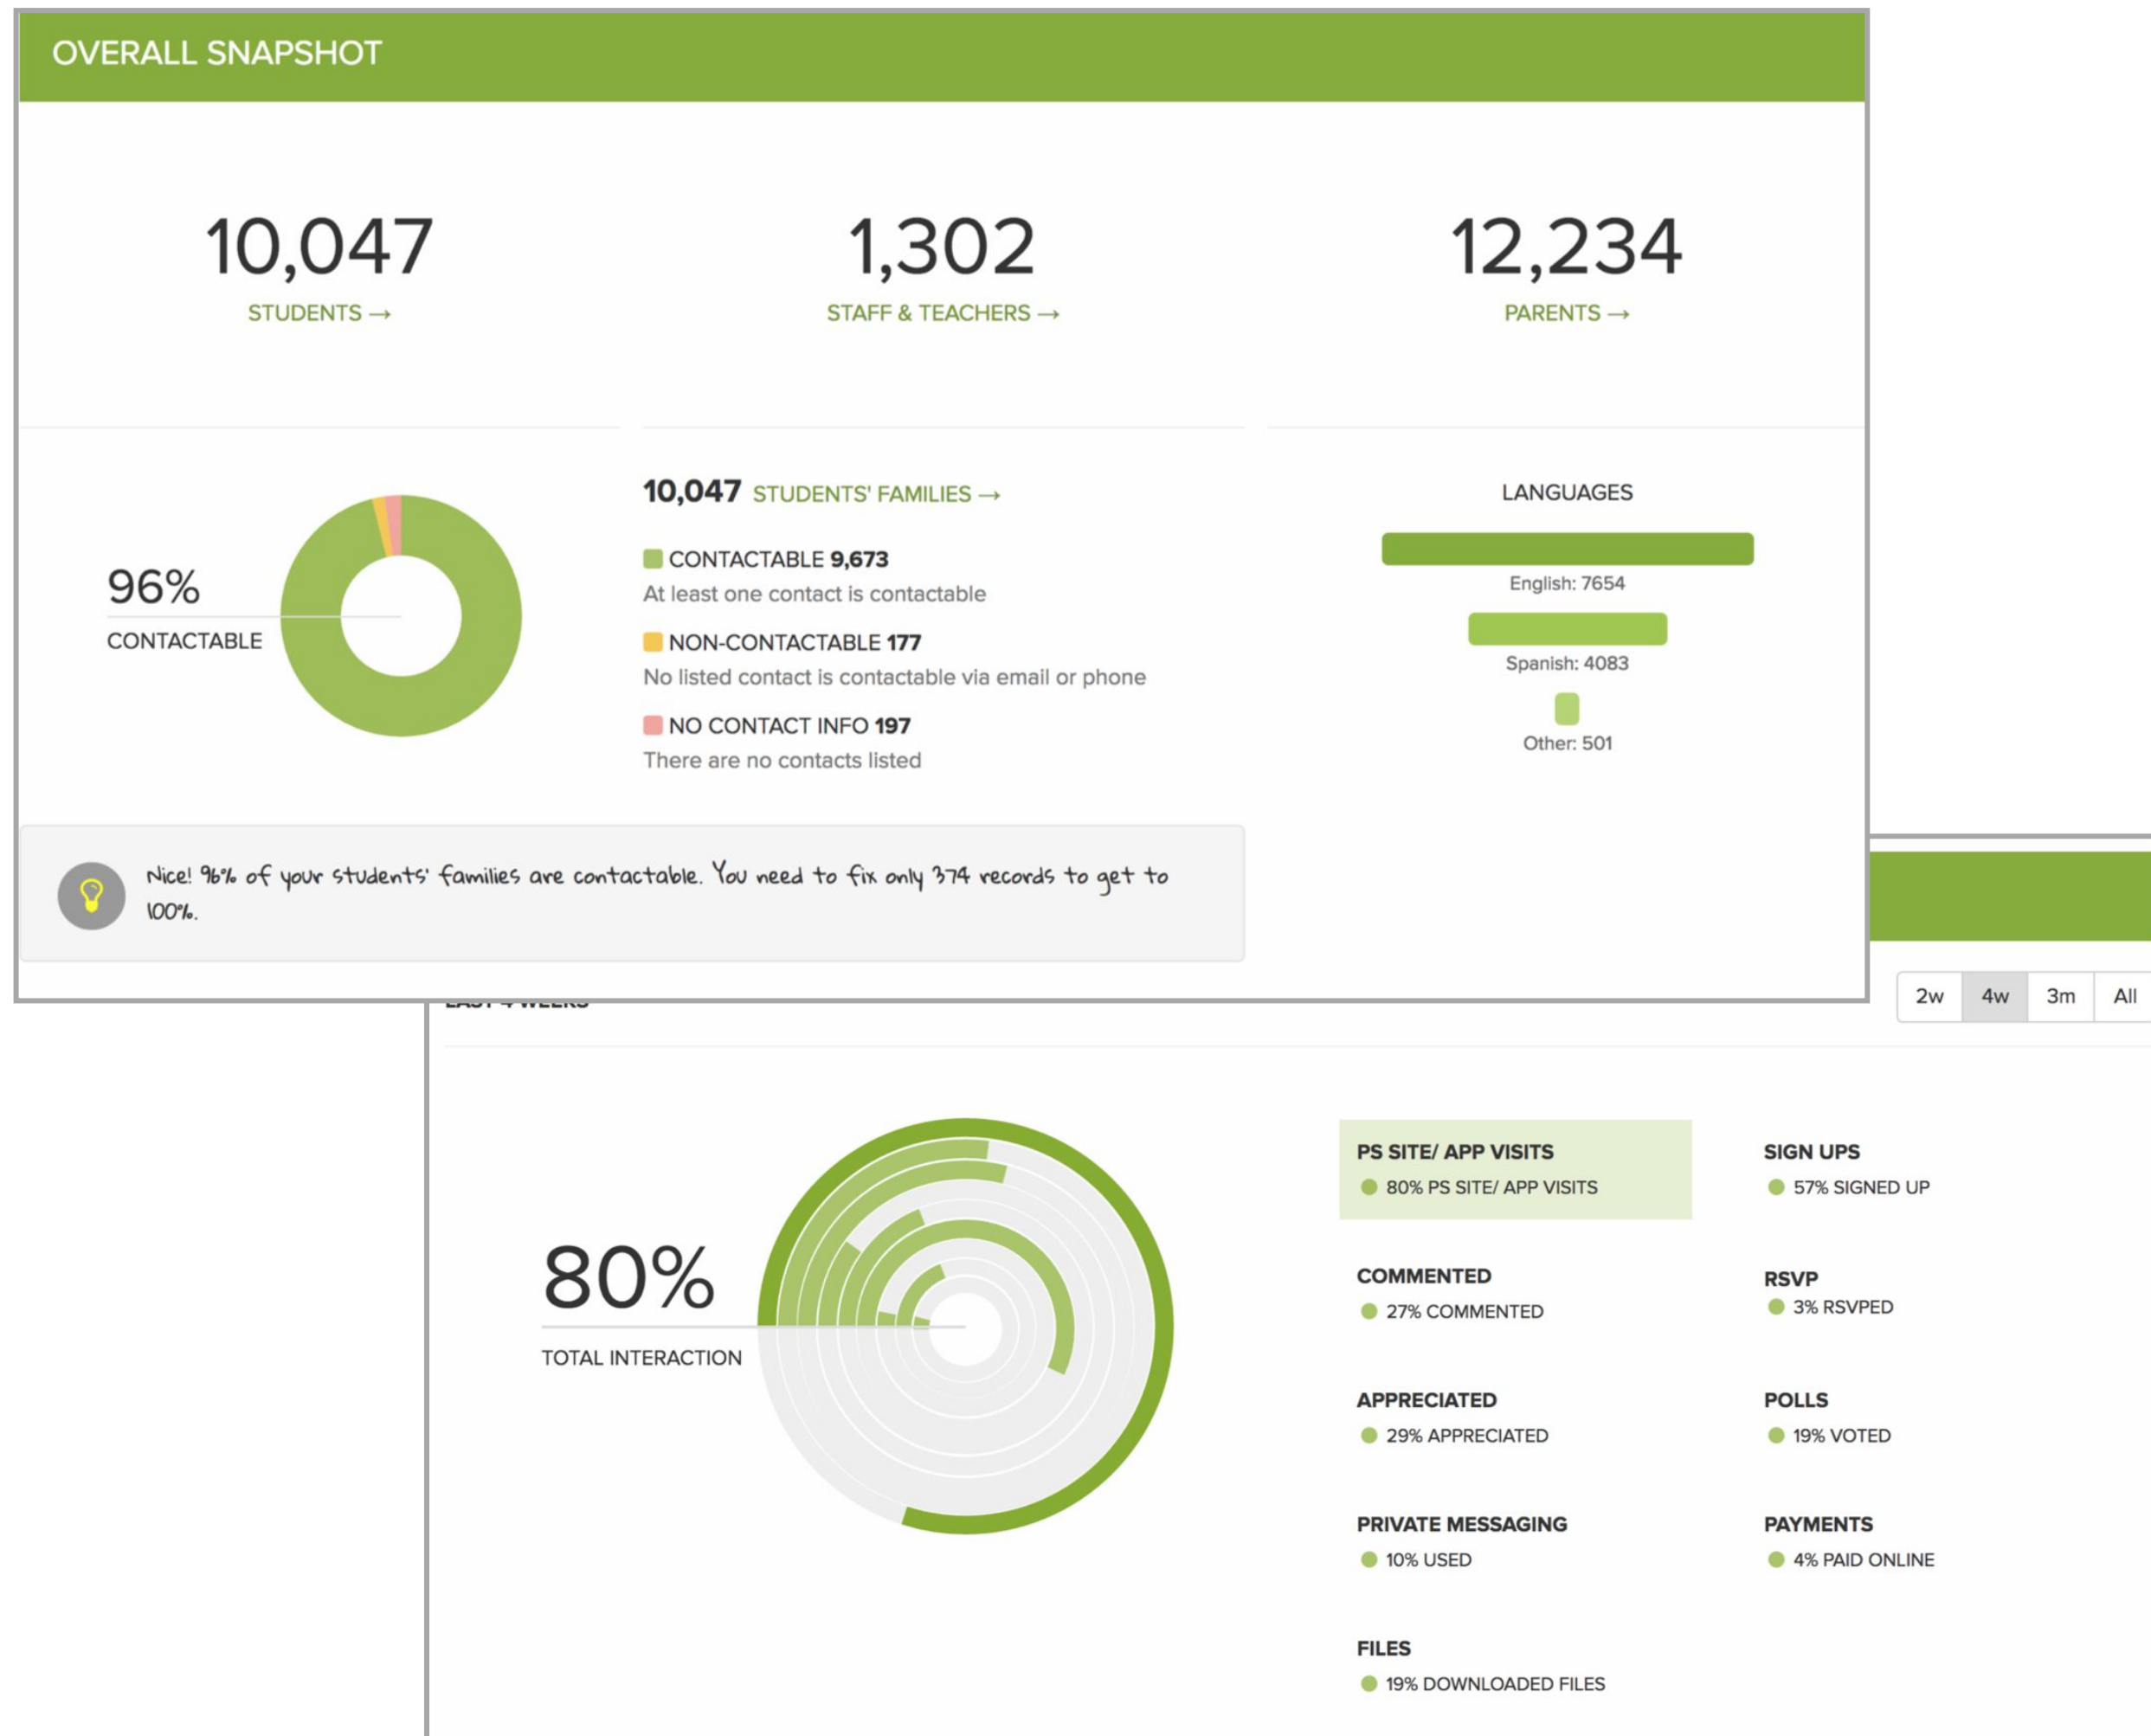 OVERALL SNAPSHOT
10,047
STUDENTS →
1,302
STAFF & TEACHERS →
12,234
PARENTS →
96%
CONTACTABLE
10,047 STUDENTS' FAMILIES →
CONTACTABLE 9,673
At least one contact is contactable
NON-CONTACTABLE 177
No listed contact is contactable via email or phone
NO CONTACT INFO 197
There are no contacts listed
LANGUAGES
English: 7654
Spanish: 4083
Other: 501
Nice! 96% of your students' families are contactable. You need to fix only 374 records to get to
100%.
LAST 4 WEEKS
2w 4w 3m All
80%
TOTAL INTERACTION
PS SITE/ APP VISITS
80% PS SITE/ APP VISITS
SIGN UPS
57% SIGNED UP
COMMENTED
27% COMMENTED
RSVP
3% RSVPED
APPRECIATED
29% APPRECIATED
POLLS
19% VOTED
PRIVATE MESSAGING
10% USED
PAYMENTS
4% PAID ONLINE
FILES
19% DOWNLOADED FILES